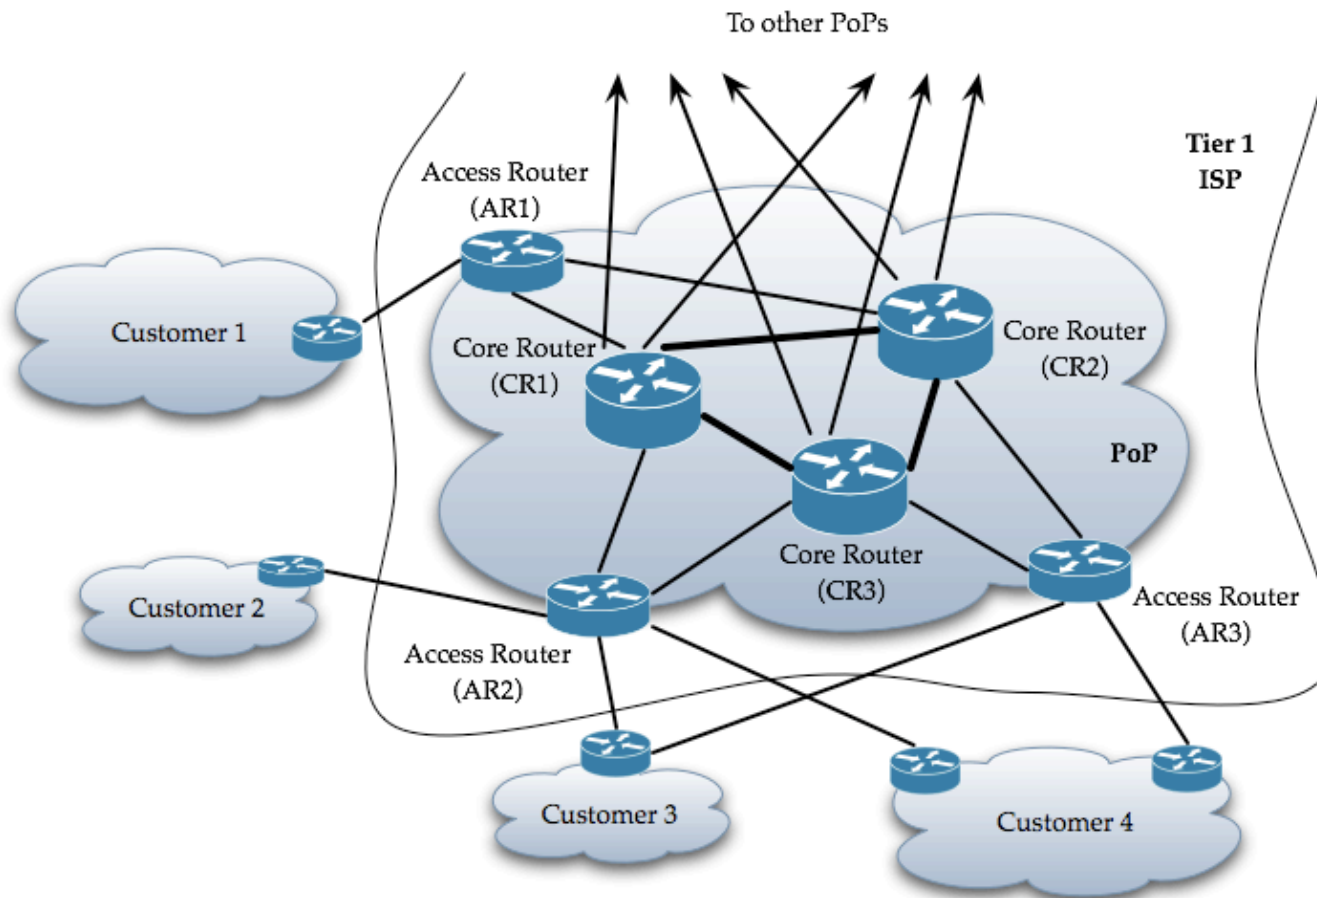 To other PoPs
Tier 1
ISP
Access Router
(AR1)
Customer 1
Core Router
(CR1)
Core Router
(CR2)
PoP
Core Router
(CR3)
Customer 2
Access Router
(AR2)
Access Router
(AR3)
Customer 3
Customer 4